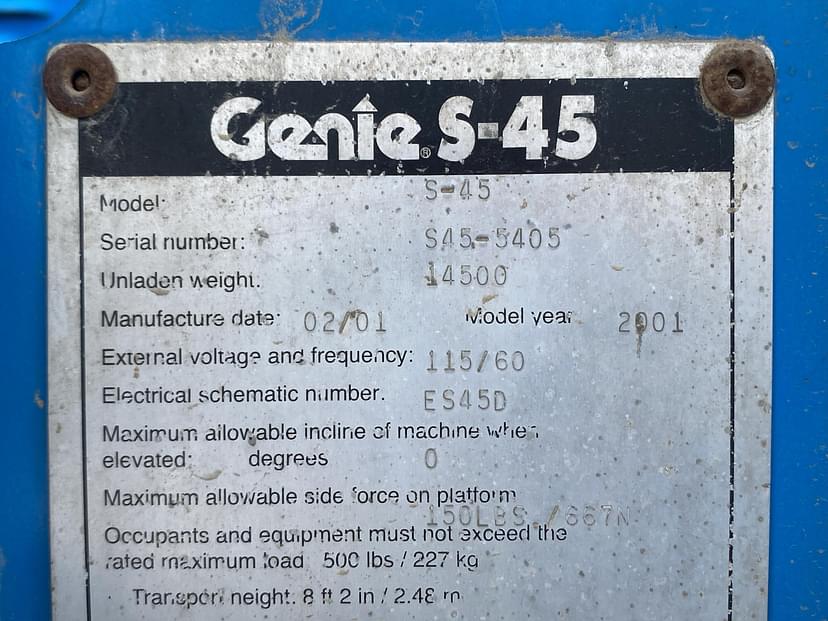 Genie® S-45
Model: S-45
Serial number: S45-5405
Unladen weight: 14500
Manufacture date: 02/01 Model year 2001
External voltage and frequency: 115/60
Electrical schematic number. ES45D
Maximum allowable incline of machine when
elevated: degrees 0
Maximum allowable side force on platform
150LBS./667N
Occupants and equipment must not exceed the
rated maximum load 500 lbs / 227 kg
Transport height. 8 ft 2 in / 2.48 m